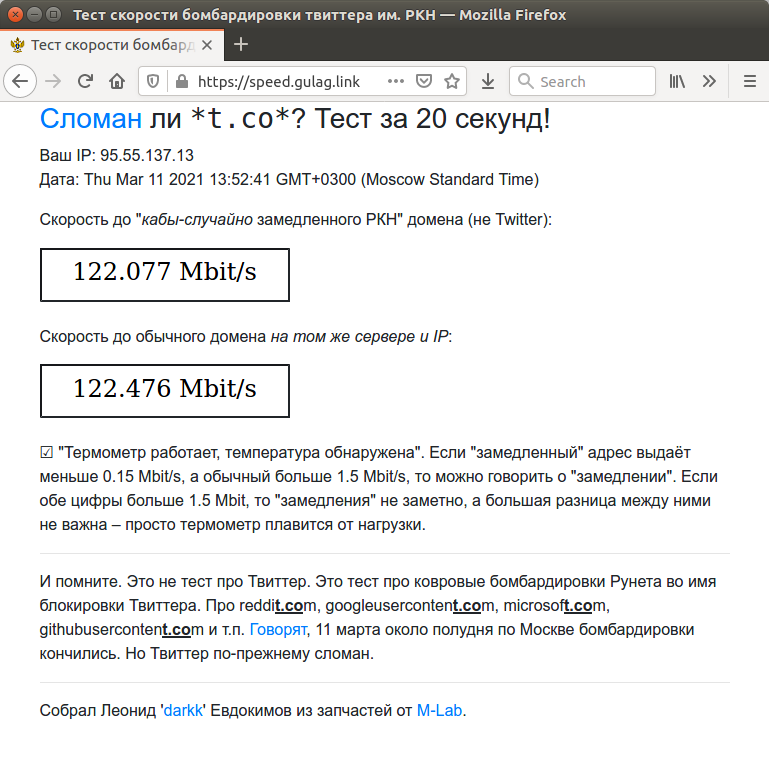 Тест скорости бомбардировки твиттера им. РКН — Mozilla Firefox
Тест скорости бомбард
https://speed.gulag.link
Search
Сломан ли *t.co*? Тест за 20 секунд!
Ваш IP: 95.55.137.13
Дата: Thu Mar 11 2021 13:52:41 GMT+0300 (Moscow Standard Time)
Скорость до "кабы-случайно замедленного РКН" домена (не Twitter):
122.077 Mbit/s
Скорость до обычного домена на том же сервере и IP:
122.476 Mbit/s
☑ "Термометр работает, температура обнаружена". Если "замедленный" адрес выдаёт
меньше 0.15 Mbit/s, а обычный больше 1.5 Mbit/s, то можно говорить о "замедлении". Если
обе цифры больше 1.5 Mbit, то "замедления" не заметно, а большая разница между ними
не важна – просто термометр плавится от нагрузки.
И помните. Это не тест про Твиттер. Это тест про ковровые бомбардировки Рунета во имя
блокировки Твиттера. Про reddit.com, googleusercontent.com, microsoft.com,
githubusercontent.com и т.п. Говорят, 11 марта около полудня по Москве бомбардировки
кончились. Но Твиттер по-прежнему сломан.
Собрал Леонид 'darkk' Евдокимов из запчастей от M-Lab.